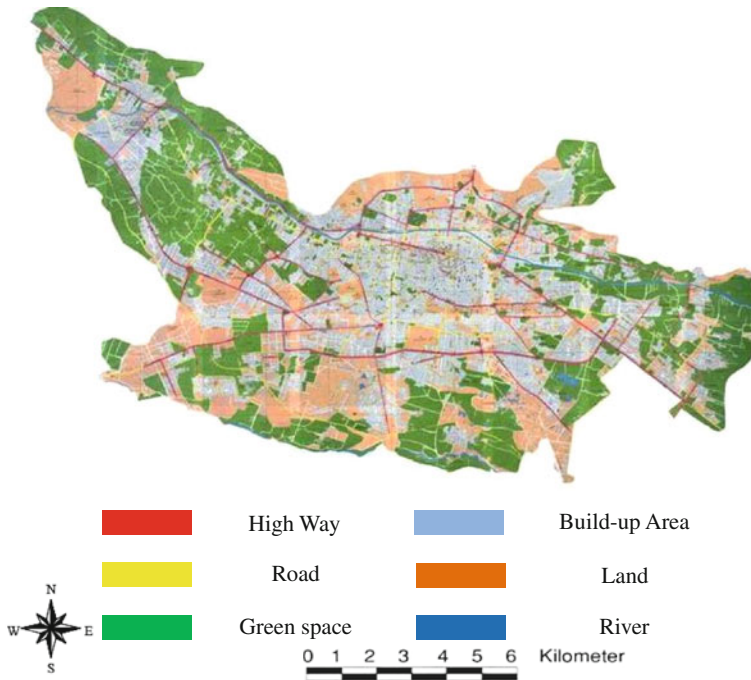 High Way
Build-up Area
Road
Land
Green space
River
N
W E
S
0 1 2 3 4 5 6 Kilometer